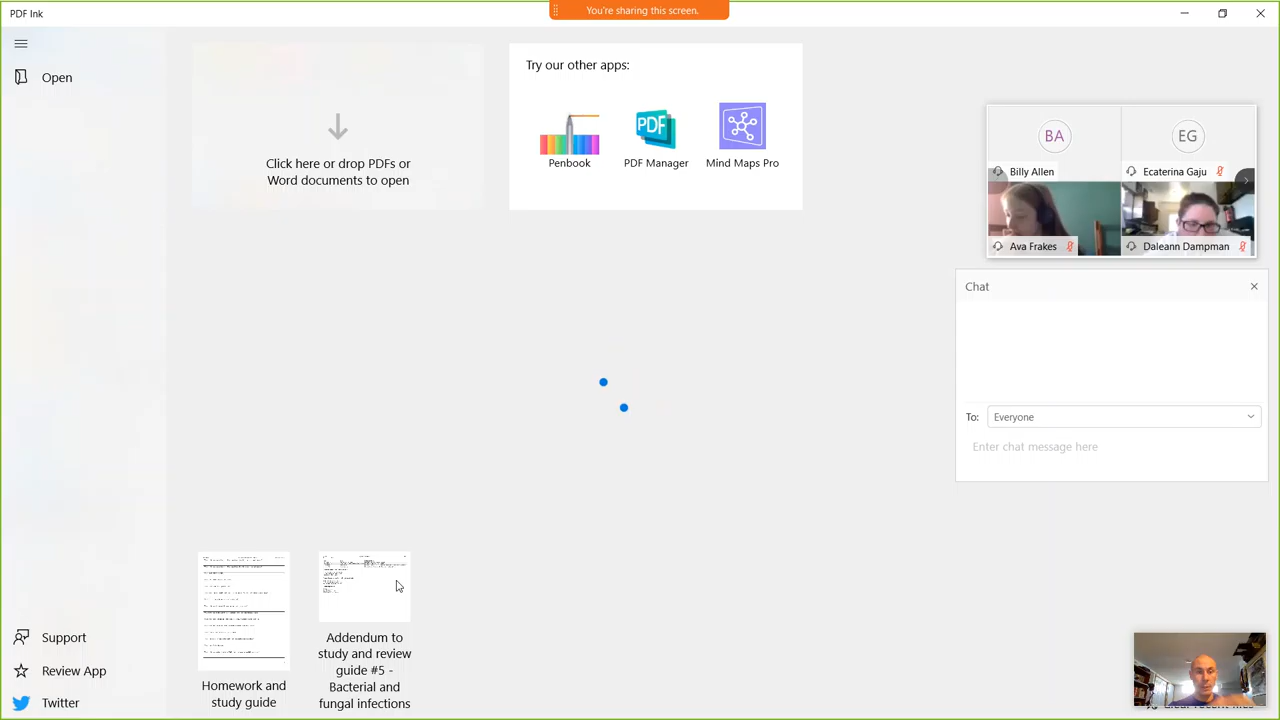 PDF Ink
You're sharing this screen.
Open
Click here or drop PDFs or
Word documents to open
Try our other apps:
PDF
Penbook
PDF Manager
Mind Maps Pro
BA
EG
Billy Allen
Ecaterina Gaju
Ava Frakes
Daleann Dampman
Chat
To:
Everyone
Enter chat message here
Homework and
study guide
Addendum to
study and review
guide #5 -
Bacterial and
fungal infections
Support
Review App
Twitter